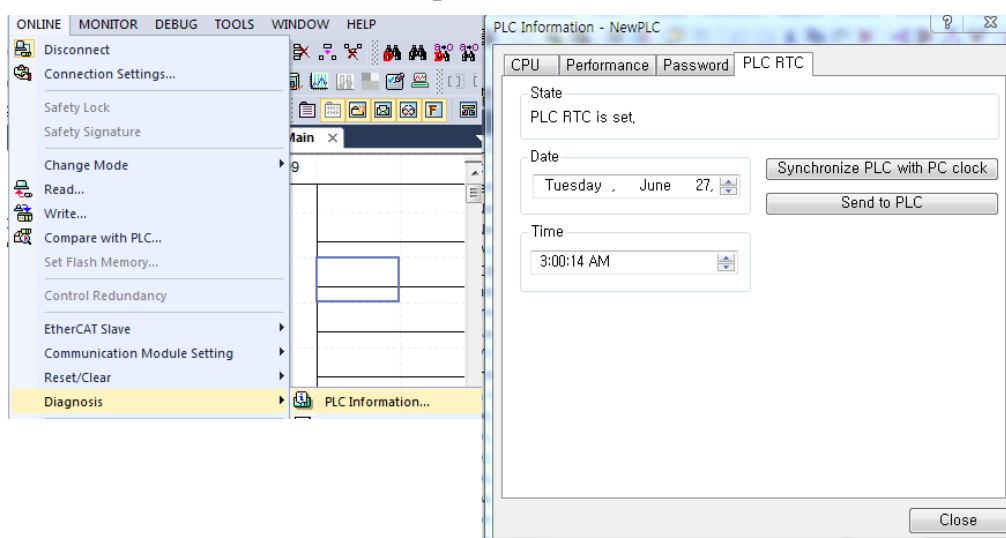 ONLINE MONITOR DEBUG TOOLS WINDOW HELP
Disconnect
Connection Settings...
Safety Lock
Safety Signature
Change Mode
Read...
Write...
Compare with PLC...
Set Flash Memory...
Control Redundancy
EtherCAT Slave
Communication Module Setting
Reset/Clear
Diagnosis
PLC Information...
Main
9
PLC Information - NewPLC
CPU Performance Password PLC RTC
State
PLC RTC is set,
Date
Tuesday , June 27,
Synchronize PLC with PC clock
Send to PLC
Time
3:00:14 AM
Close